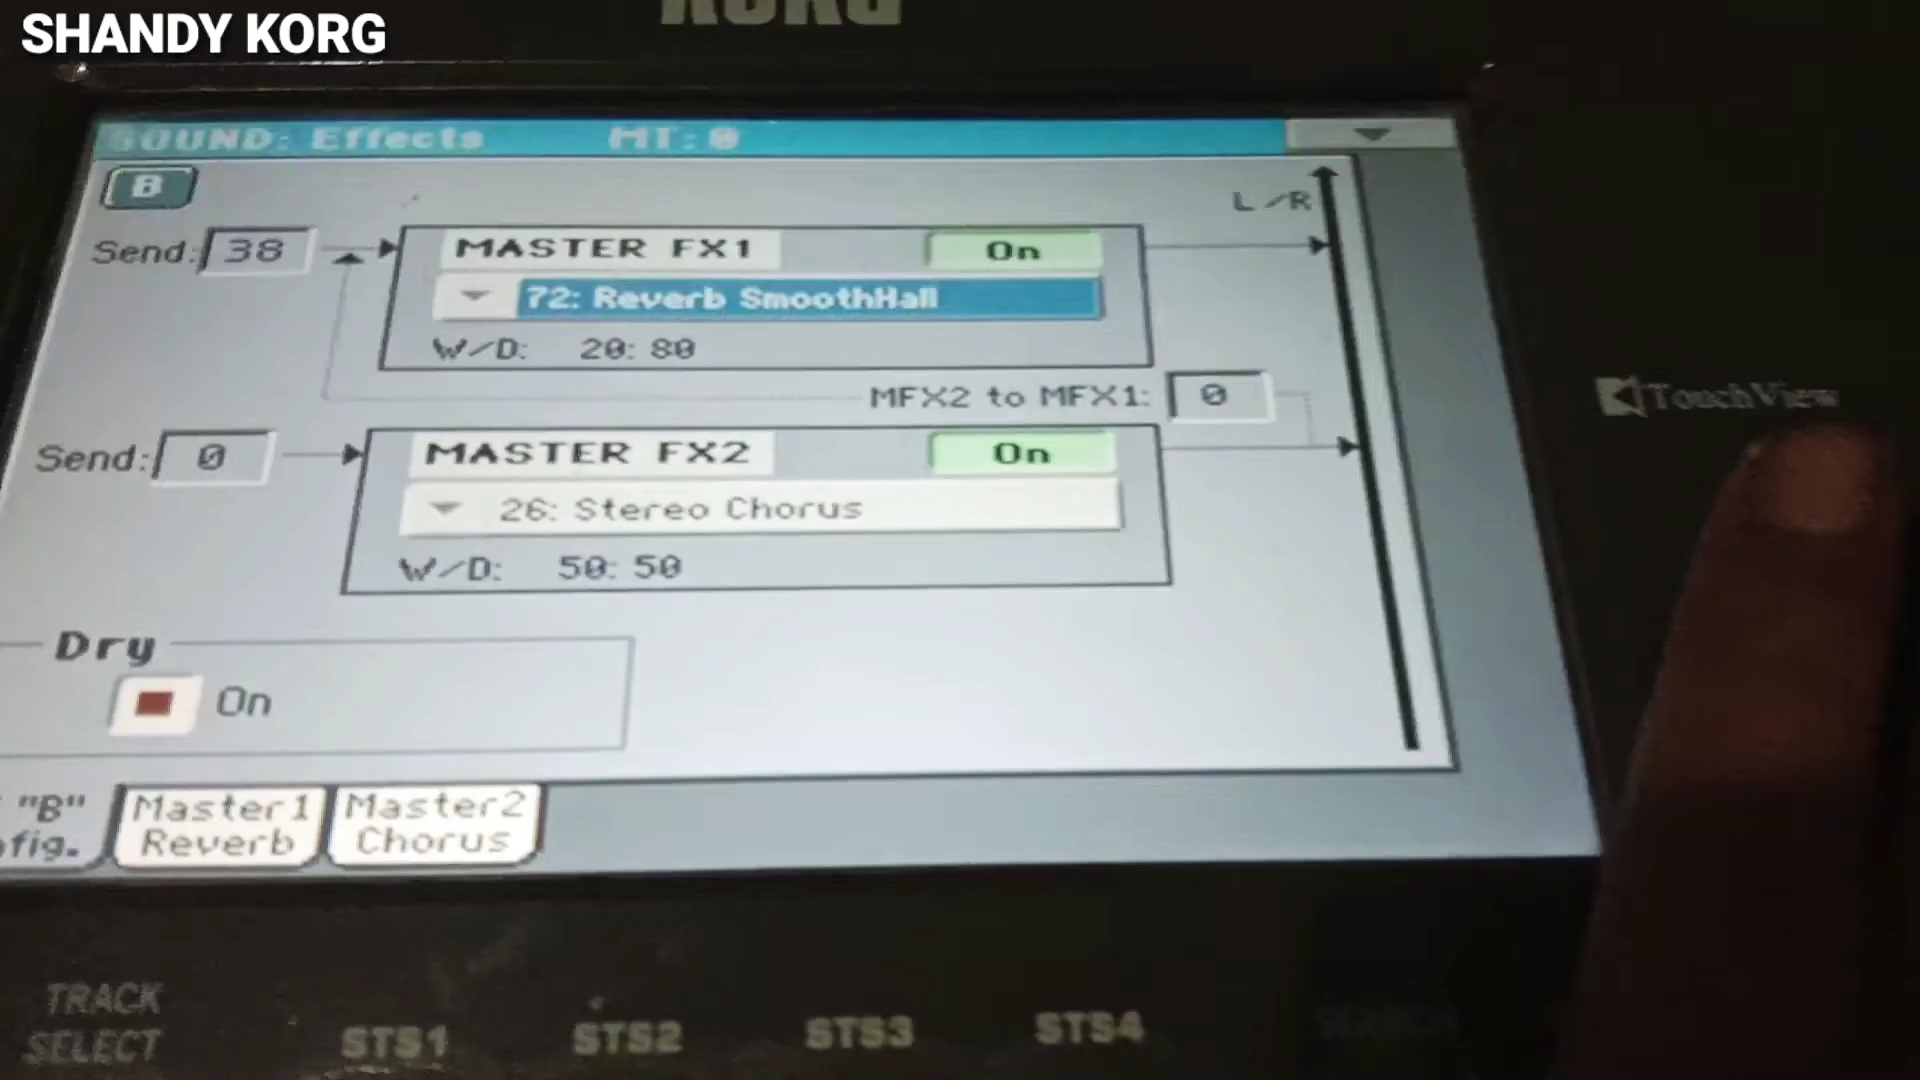 SHANDY KORG
KORG
SOUND: Effects MT: 0
B
L/R
Send: 38
MASTER FX1 On
72: Reverb SmoothHall
W/D: 20: 80
MFX2 to MFX1: 0
TouchView
Send: 0
MASTER FX2 On
26: Stereo Chorus
W/D: 50: 50
Dry
On
"B"
fig.
Master1
Reverb
Master2
Chorus
TRACK
SELECT
STS1 STS2 STS3 STS4
SEARCH